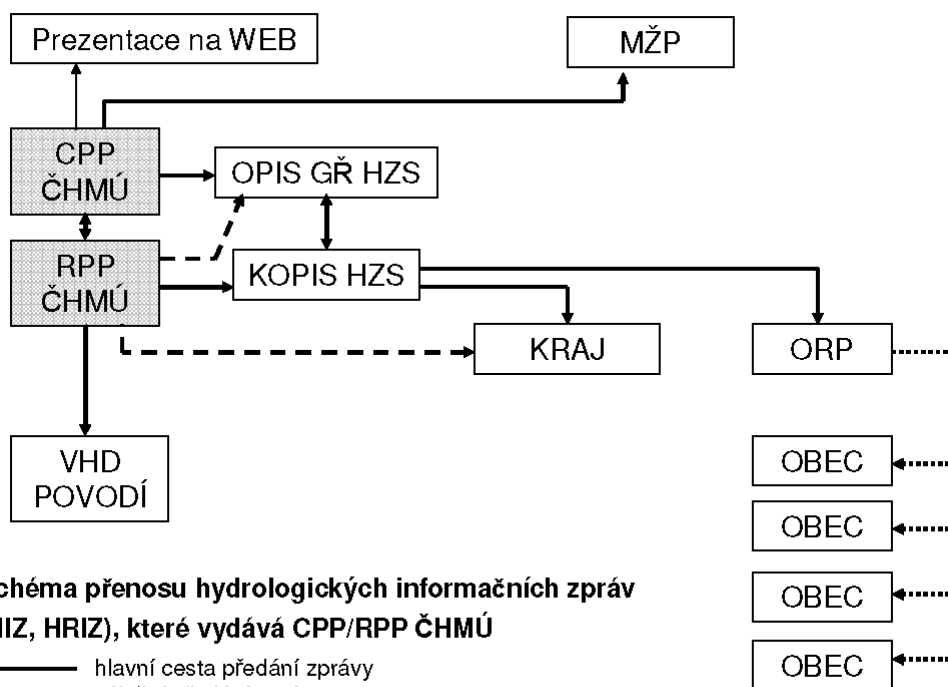 Prezentace na WEB
MŽP
CPP
ČHMÚ
OPIS GŘ HZS
RPP
ČHMÚ
KOPIS HZS
KRAJ
ORP
VHD
POVODÍ
OBEC
OBEC
OBEC
OBEC
chéma přenosu hydrologických informačních zpráv
IIZ, HRIZ), které vydává CPP/RPP ČHMÚ
hlavní cesta předání zprávy